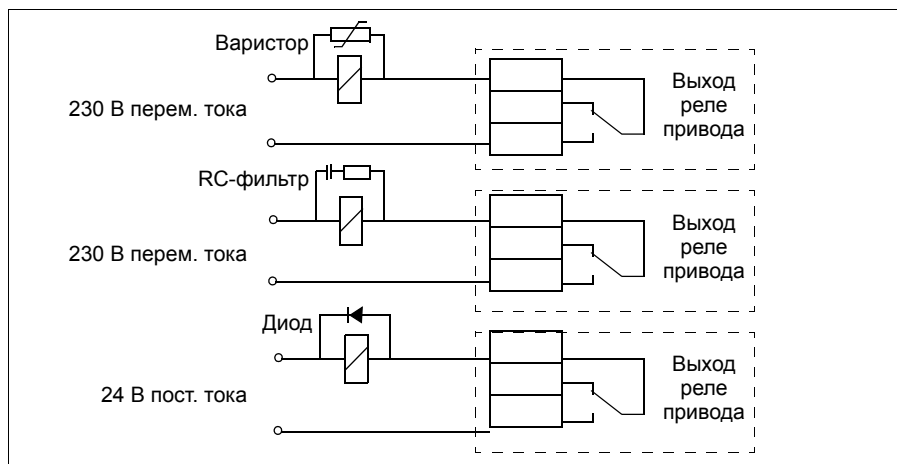 Варистор
230 В перем. тока
Выход
реле
привода
RC-фильтр
230 В перем. тока
Выход
реле
привода
Диод
24 В пост. тока
Выход
реле
привода